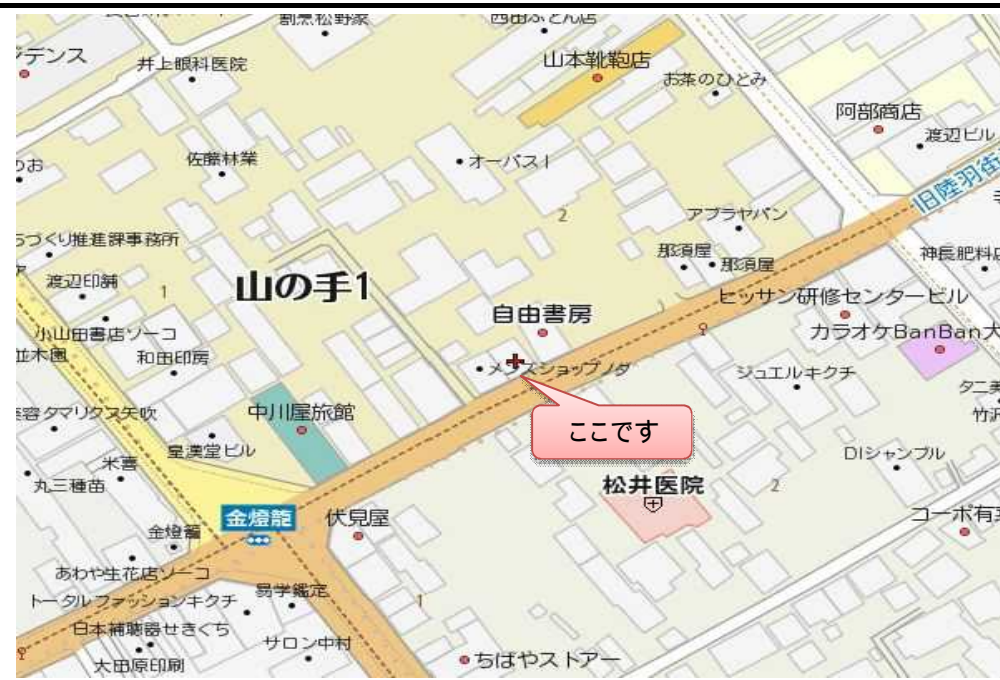 割烹松野家
西田ふとん店
デンス
井上眼科医院
山本靴鞄店
お茶のひとみ
阿部商店
渡辺ビル
佐藤林業
オーパスⅠ
のお
旧陸羽街
2
アブラヤパン
づくり推進課事務所
那須屋
那須屋
神長肥料店
渡辺印舗
1
山の手1
ヒッサン研修センタービル
自由書房
小山田書店ソーコ
カラオケBanBan大
並木園
和田印房
メンズショップノダ
ジュエルキクチ
タニ美
容タマリクス矢吹
中川屋旅館
竹沢
ここです
皇漢堂ビル
DIシャンブル
米喜
丸三種苗
松井医院
2
金燈籠
伏見屋
コーポ有
金燈籠
あわや生花店ソーコ
トータルファッションキクチ
易学鑑定
1
日本補聴器せきぐち
サロン中村
大田原印刷
ちばやストアー